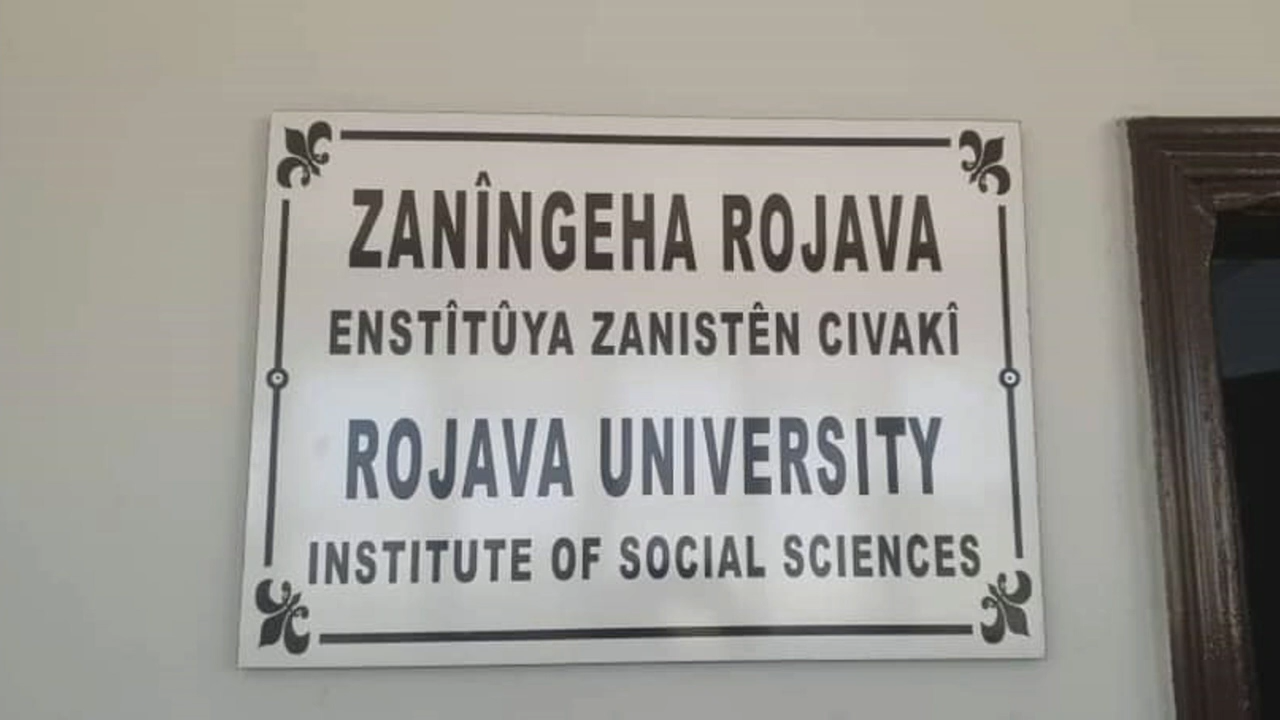 ZANÎNGEHA ROJAVA
ENSTÎTÛYA ZANISTÊN CIVAKÎ
ROJAVA UNIVERSITY
INSTITUTE OF SOCIAL SCIENCES